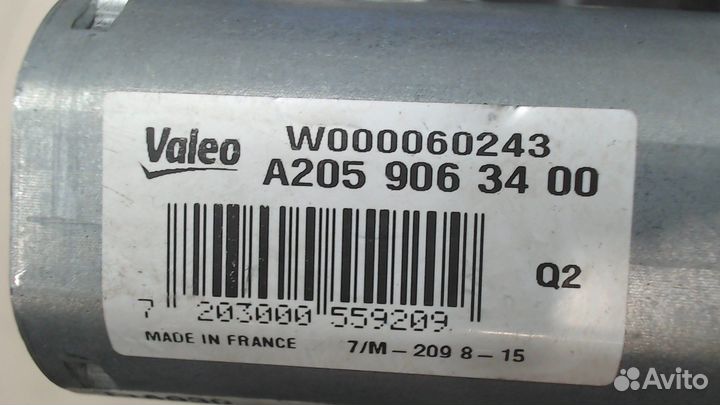 Valeo
W000060243
A205 906 34 00
Q2
7 203000 559209
MADE IN FRANCE 7/M - 209 8 - 15
Avito